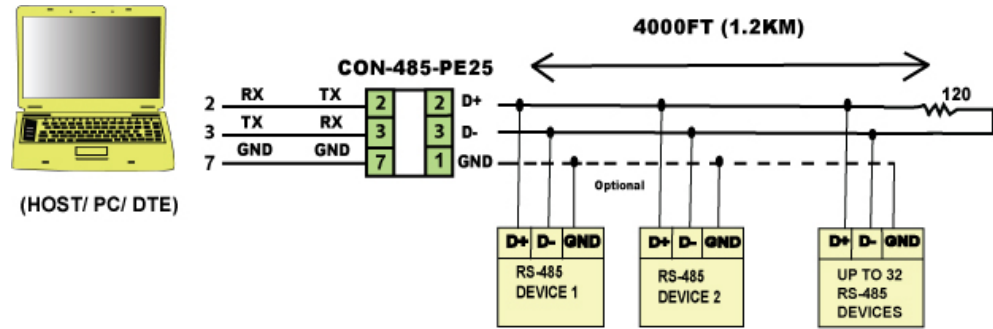 4000FT (1.2KM)
CON-485-PE25
120
2 RX TX 2 2 D+
3 TX RX 3 3 D-
7 GND GND 7 1 GND
Optional
(HOST/ PC/ DTE)
D+ D- GND
RS-485
DEVICE 1
D+ D- GND
RS-485
DEVICE 2
D+ D- GND
UP TO 32
RS-485
DEVICES